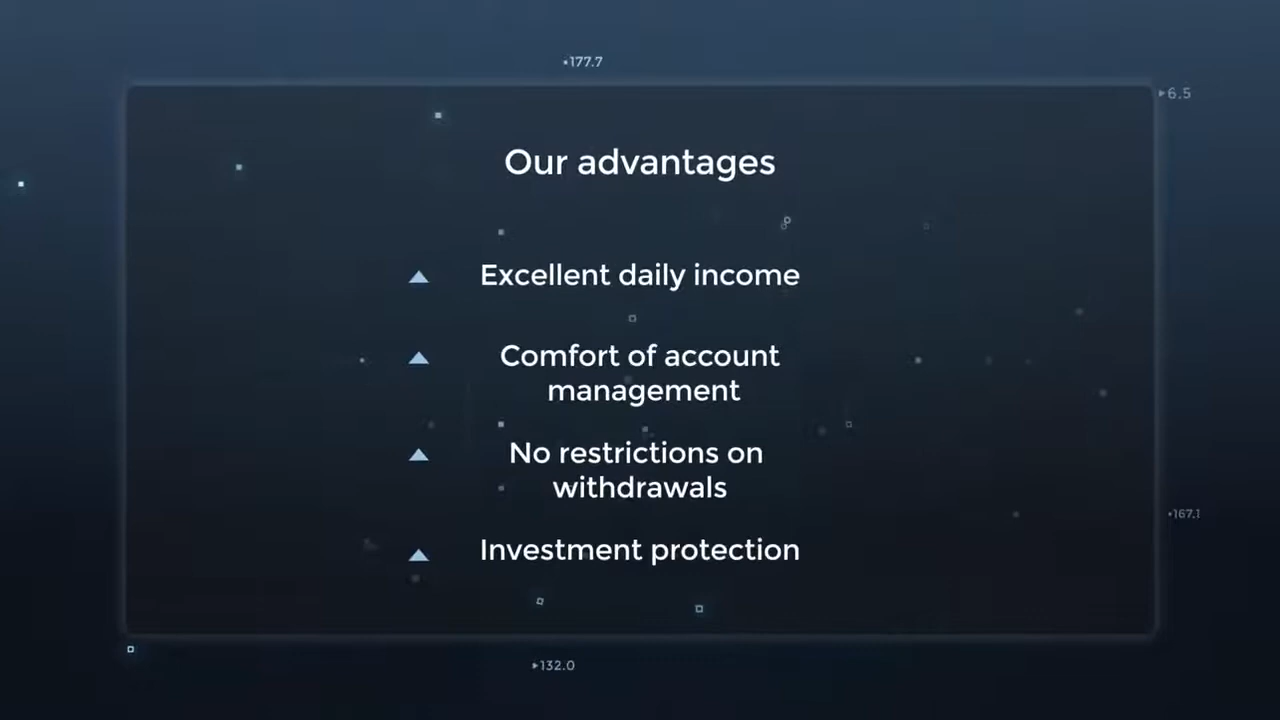 177.7
6.5
Our advantages
Excellent daily income
Comfort of account
management
No restrictions on
withdrawals
167.1
Investment protection
132.0